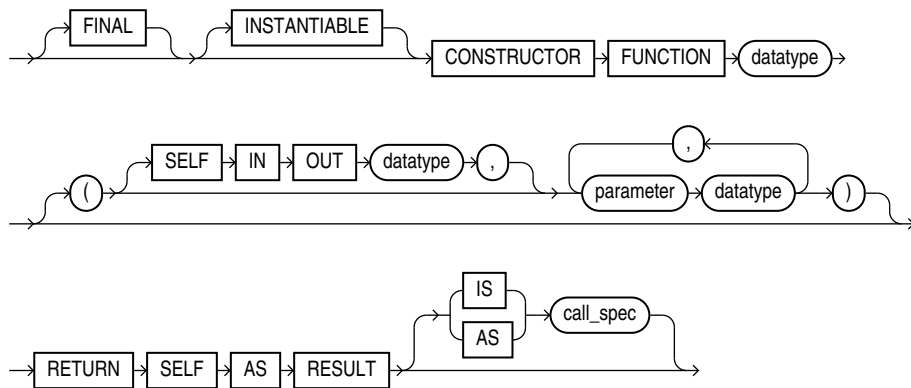 FINAL INSTANTIABLE
CONSTRUCTOR FUNCTION datatype
,
SELF IN OUT datatype ,
( parameter datatype )
IS
call_spec
AS
RETURN SELF AS RESULT